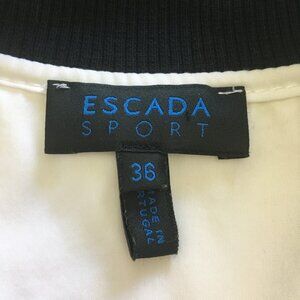 ESCADA
SPORT
36
MADE IN
PORTUGAL